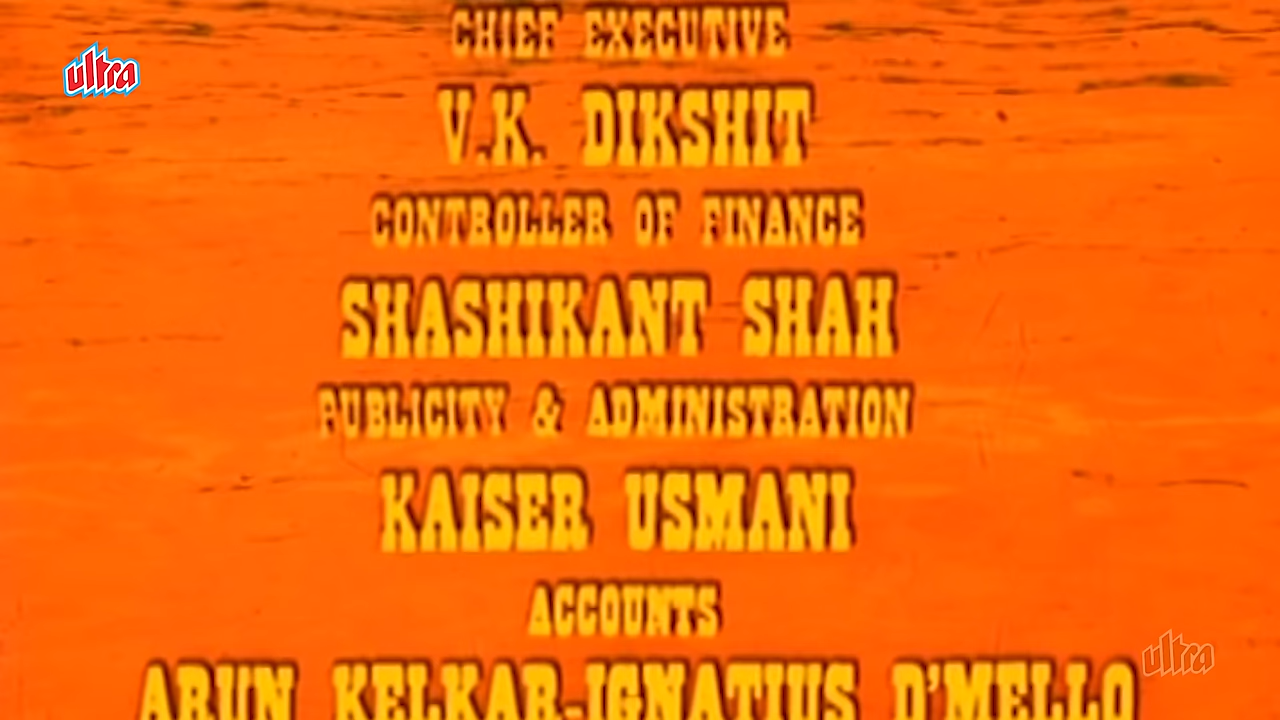 CHIEF EXECUTIVE
ultra
V.K. DIKSHIT
CONTROLLER OF FINANCE
SHASHIKANT SHAH
PUBLICITY & ADMINISTRATION
KAISER USMANI
ACCOUNTS
ARUN KELKAR-IGNATIUS D'MELLO
ultra